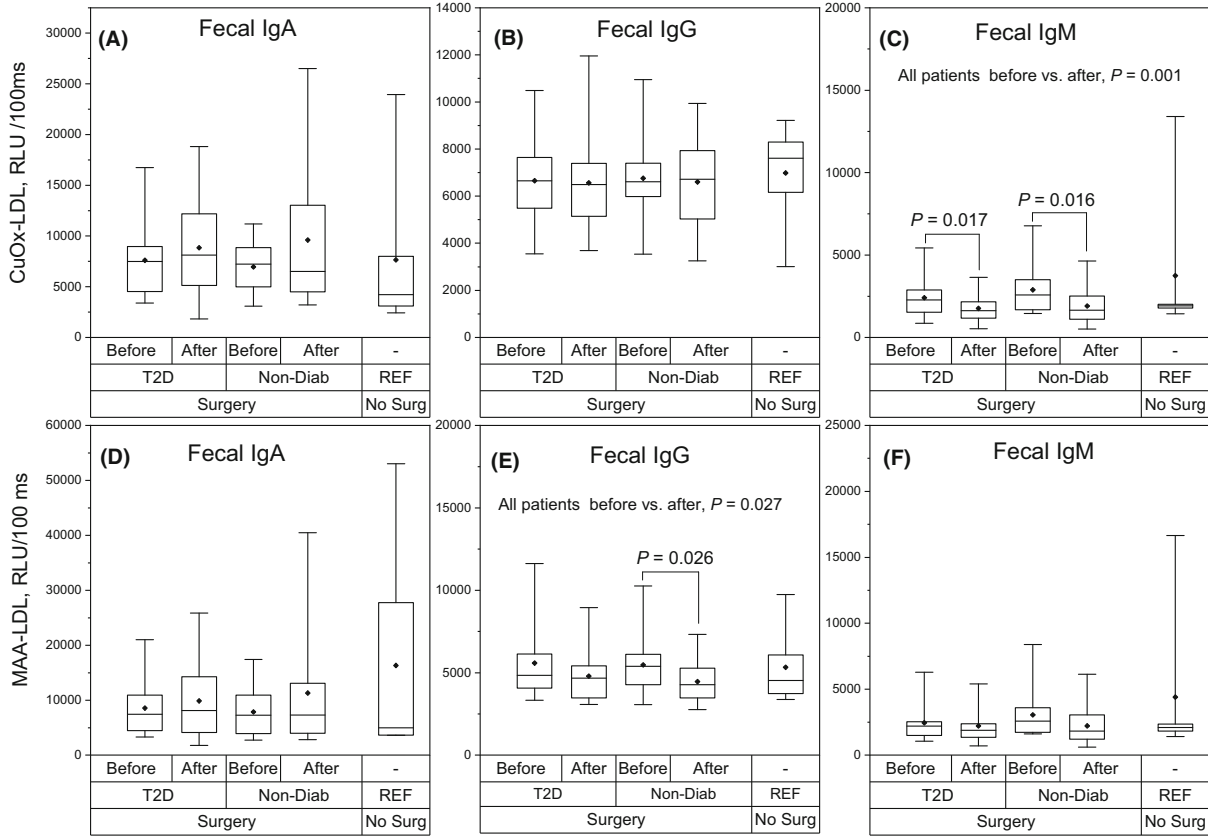 (A) Fecal IgA
CuOx-LDL, RLU /100ms
30000
25000
20000
15000
10000
5000
0
Before After Before After -
T2D Non-Diab REF
Surgery No Surg
(B) Fecal IgG
14000
12000
10000
8000
6000
4000
2000
0
Before After Before After -
T2D Non-Diab REF
Surgery No Surg
(C) Fecal IgM
All patients before vs. after, P = 0.001
P = 0.017
P = 0.016
20000
15000
10000
5000
0
Before After Before After -
T2D Non-Diab REF
Surgery No Surg
(D) Fecal IgA
MAA-LDL, RLU/100 ms
60000
50000
40000
30000
20000
10000
0
Before After Before After -
T2D Non-Diab REF
Surgery No Surg
(E) Fecal IgG
All patients before vs. after, P = 0.027
P = 0.026
20000
15000
10000
5000
0
Before After Before After -
T2D Non-Diab REF
Surgery No Surg
(F) Fecal IgM
25000
20000
15000
10000
5000
0
Before After Before After -
T2D Non-Diab REF
Surgery No Surg